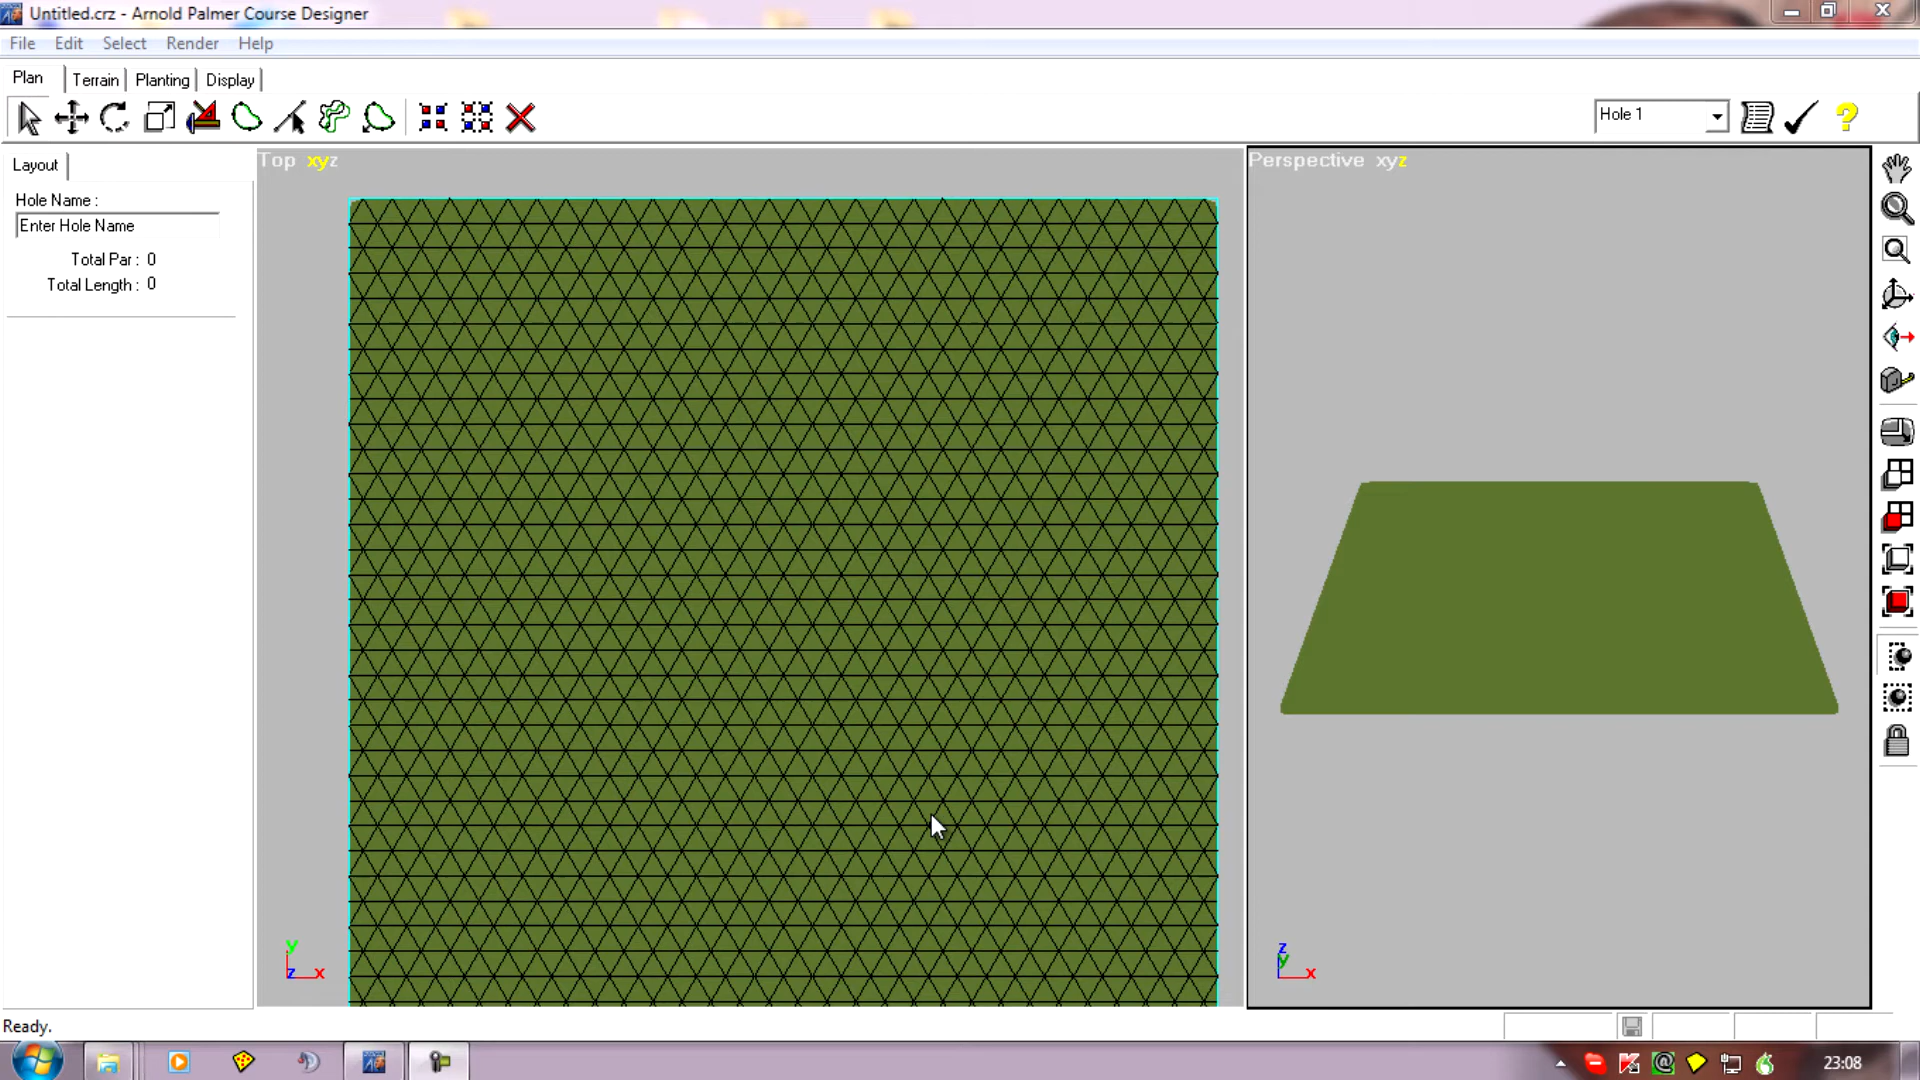 Untitled.crz - Arnold Palmer Course Designer
File Edit Select Render Help
Plan Terrain Planting Display
Hole 1
Layout
Top xyz
Perspective xyz
Hole Name :
Enter Hole Name
Total Par : 0
Total Length : 0
y
z x
z
y
x
Ready.
23:08